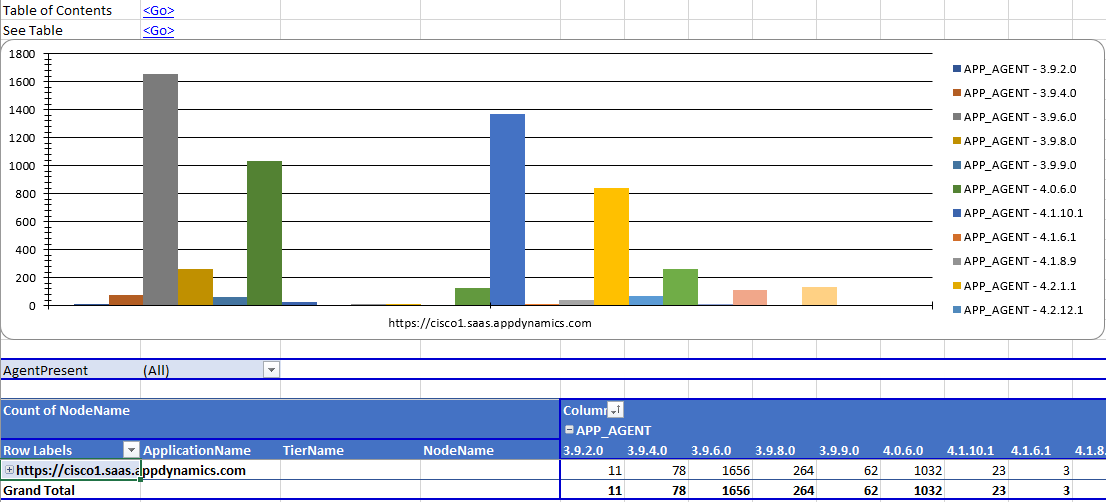 Table of Contents <Go>
See Table <Go>
1800
1600
1400
1200
1000
800
600
400
200
0
https://cisco1.saas.appdynamics.com
APP_AGENT - 3.9.2.0
APP_AGENT - 3.9.4.0
APP_AGENT - 3.9.6.0
APP_AGENT - 3.9.8.0
APP_AGENT - 3.9.9.0
APP_AGENT - 4.0.6.0
APP_AGENT - 4.1.10.1
APP_AGENT - 4.1.6.1
APP_AGENT - 4.1.8.9
APP_AGENT - 4.2.1.1
APP_AGENT - 4.2.12.1
AgentPresent (All)
Count of NodeName Colum
APP_AGENT
Row Labels ApplicationName TierName NodeName 3.9.2.0 3.9.4.0 3.9.6.0 3.9.8.0 3.9.9.0 4.0.6.0 4.1.10.1 4.1.6.1 4.1.8.
https://cisco1.saas.appdynamics.com 11 78 1656 264 62 1032 23 3
Grand Total 11 78 1656 264 62 1032 23 3